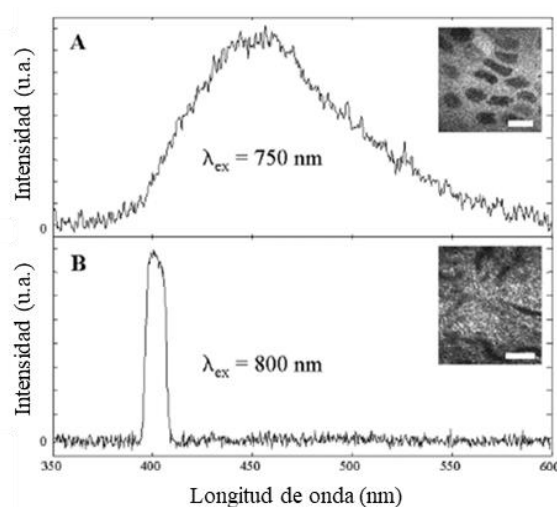 A
Intensidad (u.a.)
λex = 750 nm
0
B
Intensidad (u.a.)
λex = 800 nm
0
350 400 450 500 550 600
Longitud de onda (nm)